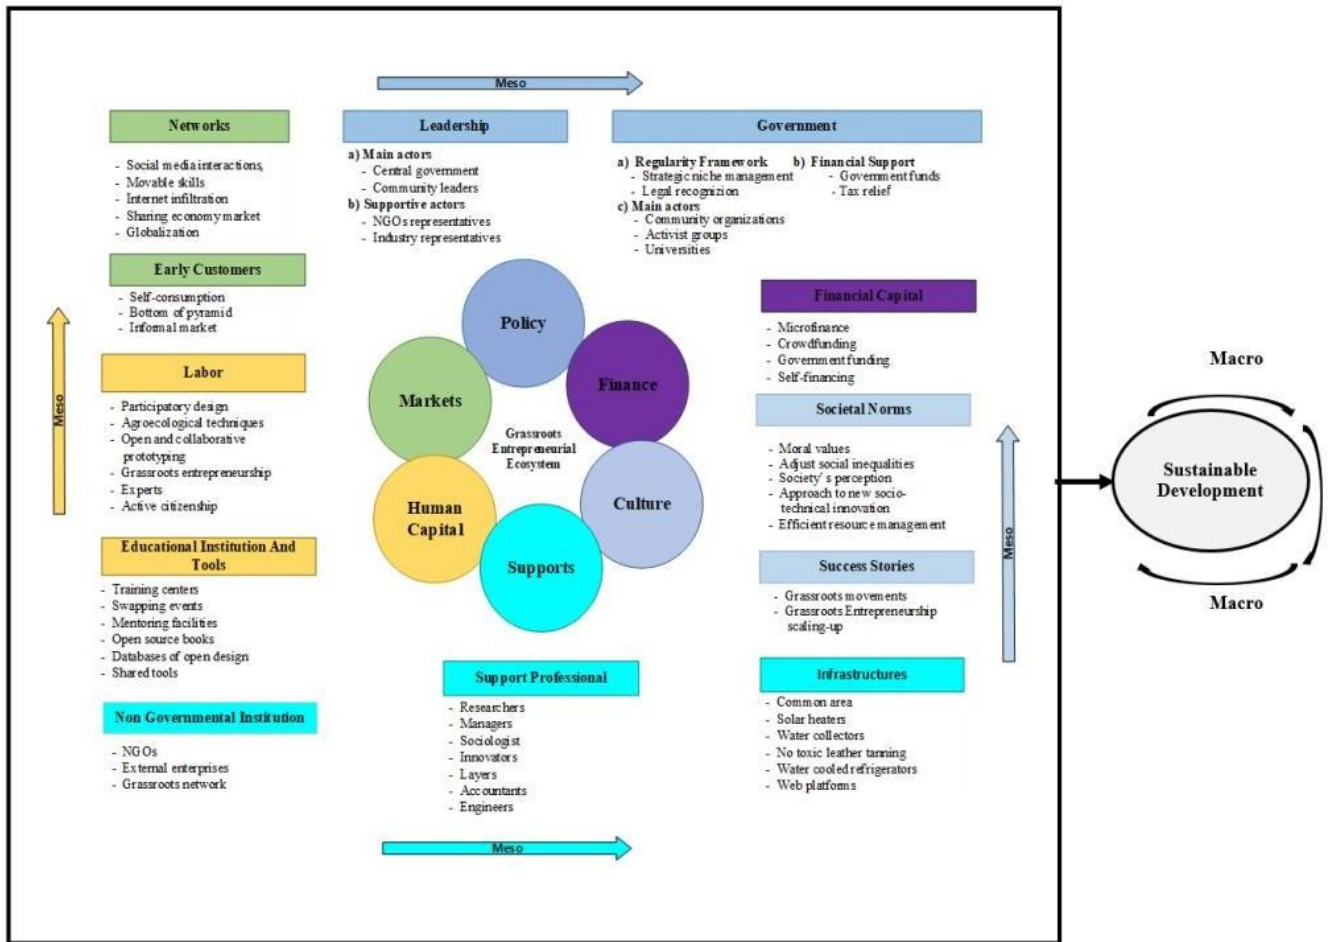 Meso
Networks
- Social media interactions,
- Movable skills
- Internet infiltration
- Sharing economy market
- Globalization
Leadership
a) Main actors
- Central government
- Community leaders
b) Supportive actors
- NGOs representatives
- Industry representatives
Government
a) Regularity Framework
- Strategic niche management
- Legal recognizion
b) Financial Support
- Government funds
- Tax relief
c) Main actors
- Community organizations
- Activist groups
- Universities
Early Customers
- Self-consumption
- Bottom of pyramid
- Informal market
Meso
Labor
- Participatory design
- Agroecological techniques
- Open and collaborative
prototyping
- Grassroots entrepreneurship
- Experts
- Active citizenship
Educational Institution And
Tools
- Training centers
- Swapping events
- Mentoring facilities
- Open source books
- Databases of open design
- Shared tools
Non Governmental Institution
- NGOs
- External enterprises
- Grassroots network
Policy
Markets
Finance
Grassroots
Entrepreneurial
Ecosystem
Human
Capital
Culture
Supports
Support Professional
- Researchers
- Managers
- Sociologist
- Innovators
- Layers
- Accountants
- Engineers
Meso
Financial Capital
- Microfinance
- Crowdfunding
- Government funding
- Self-financing
Societal Norms
- Moral values
- Adjust social inequalities
- Society's perception
- Approach to new socio-
technical innovation
- Efficient resource management
Success Stories
- Grassroots movements
- Grassroots Entrepreneurship
scaling-up
Infrastructures
- Common area
- Solar heaters
- Water collectors
- No toxic leather tanning
- Water cooled refrigerators
- Web platforms
Meso
Macro
Sustainable
Development
Macro